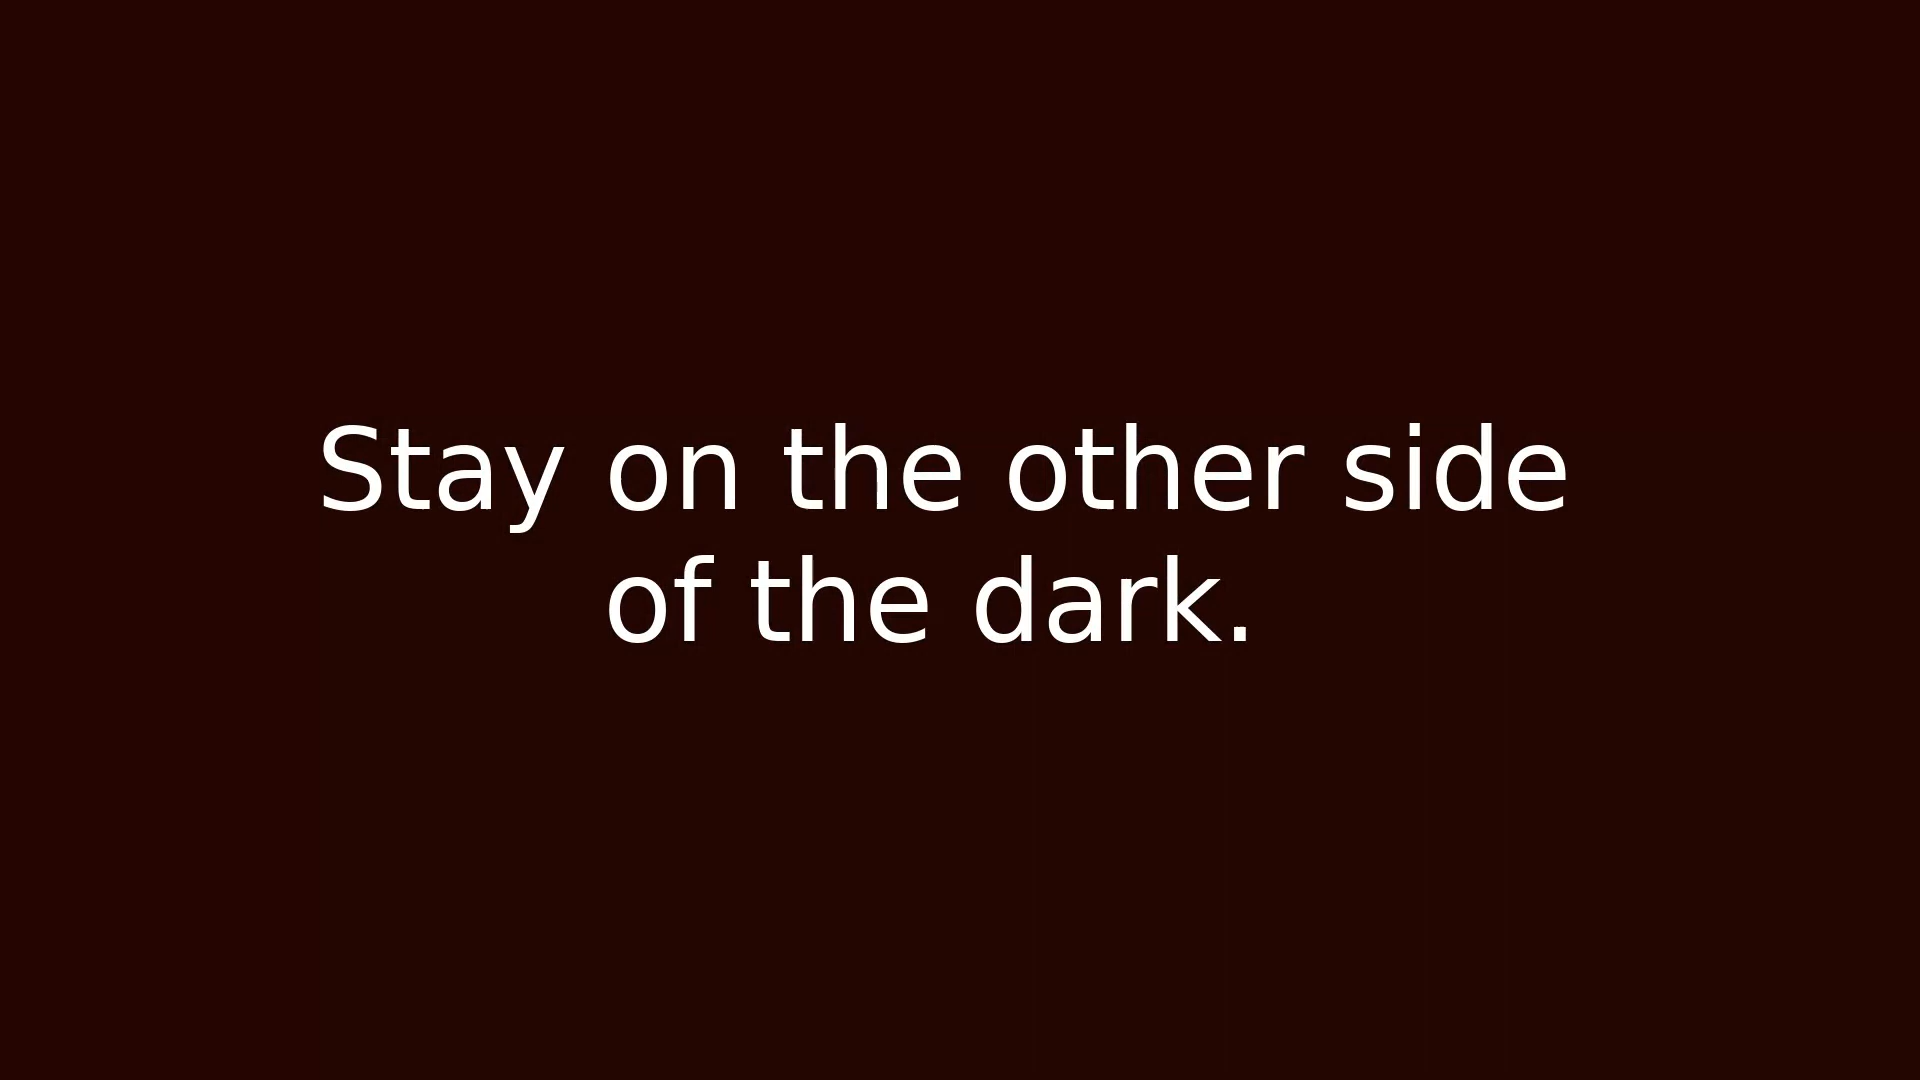 Stay on the other side
of the dark.